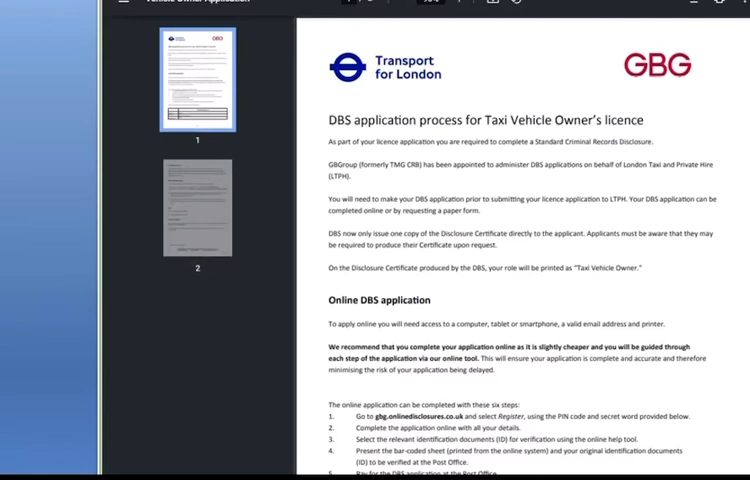 Vehicle Owner Application
Transport
for London
GBG
DBS application process for Taxi Vehicle Owner's licence
As part of your licence application you are required to complete a Standard Criminal Records Disclosure.
GBGroup (formerly TMG CRB) has been appointed to administer DBS applications on behalf of London Taxi and Private Hire
(LTPH).
You will need to make your DBS application prior to submitting your licence application to LTPH. Your DBS application can be
completed online or by requesting a paper form.
DBS now only issue one copy of the Disclosure Certificate directly to the applicant. Applicants must be aware that they may
be required to produce their Certificate upon request.
On the Disclosure Certificate produced by the DBS, your role will be printed as "Taxi Vehicle Owner."
Online DBS application
To apply online you will need access to a computer, tablet or smartphone, a valid email address and printer.
We recommend that you complete your application online as it is slightly cheaper and you will be guided through
each step of the application via our online tool. This will ensure your application is complete and accurate and therefore
minimising the risk of your application being delayed.
The online application can be completed with these six steps:
1. Go to gbg.onlinedisclosures.co.uk and select Register, using the PIN code and secret word provided below.
2. Complete the application online with all your details.
3. Select the relevant identification documents (ID) for verification using the online help tool.
4. Present the bar-coded sheet (printed from the online system) and your original identification documents
(ID) to be verified at the Post Office.
5. Pay for the DBS application at the Post Office.
1
2